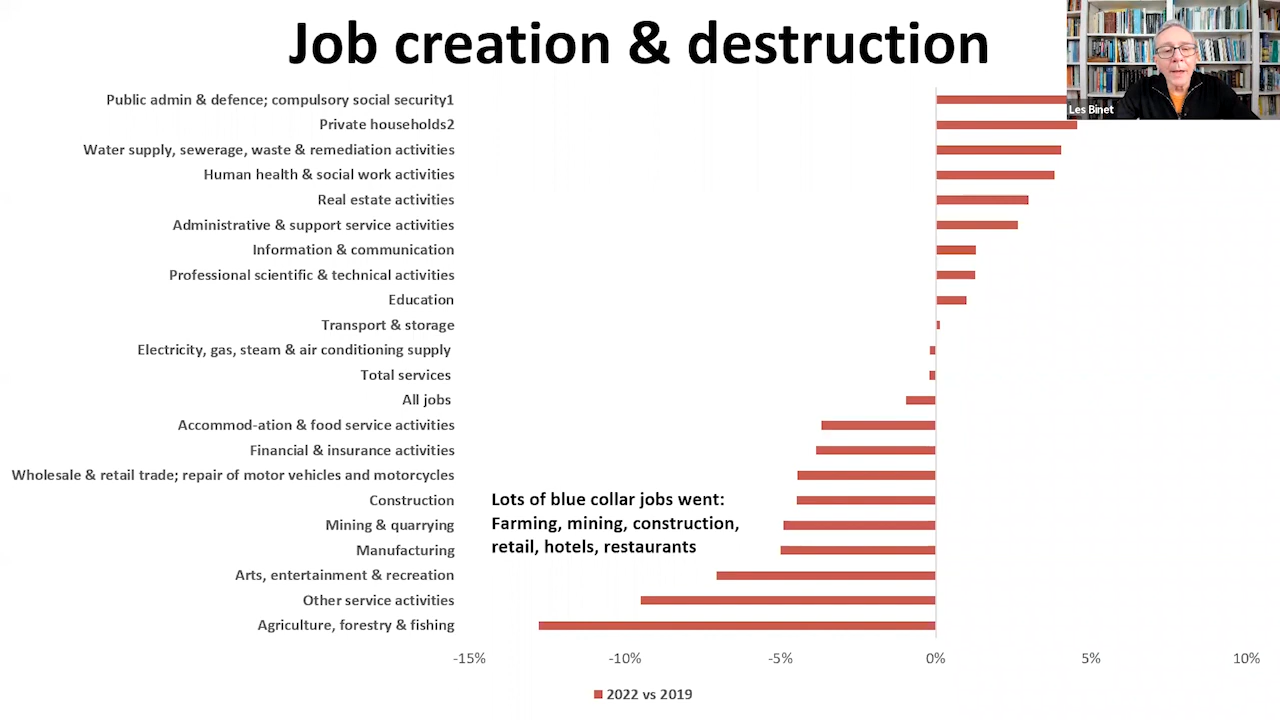 Job creation & destruction
Les Binet
Public admin & defence; compulsory social security1
Private households2
Water supply, sewerage, waste & remediation activities
Human health & social work activities
Real estate activities
Administrative & support service activities
Information & communication
Professional scientific & technical activities
Education
Transport & storage
Electricity, gas, steam & air conditioning supply
Total services
All jobs
Accommod-ation & food service activities
Financial & insurance activities
Wholesale & retail trade; repair of motor vehicles and motorcycles
Construction
Mining & quarrying
Manufacturing
Arts, entertainment & recreation
Other service activities
Agriculture, forestry & fishing
Lots of blue collar jobs went:
Farming, mining, construction,
retail, hotels, restaurants
-15% -10% -5% 0% 5% 10%
2022 vs 2019